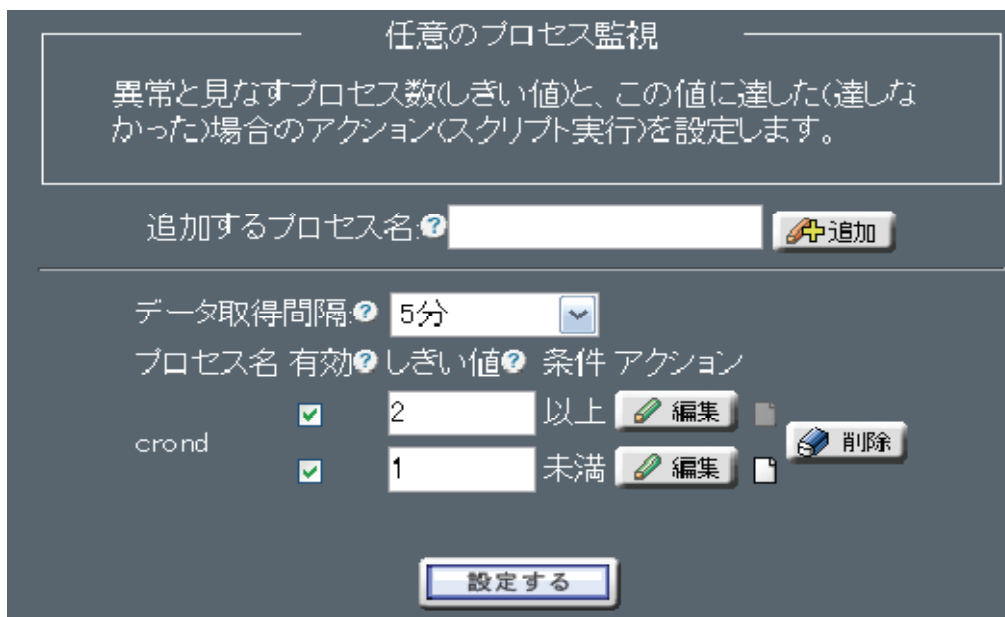 任意のプロセス監視
異常と見なすプロセス数(しきい値)と、この値に達した(達しな
かった)場合のアクション(スクリプト実行)を設定します。
追加するプロセス名:? 追加
データ取得間隔:? 5分
プロセス名 有効? しきい値? 条件 アクション
2 以上 編集
crond 削除
1 未満 編集
設定する